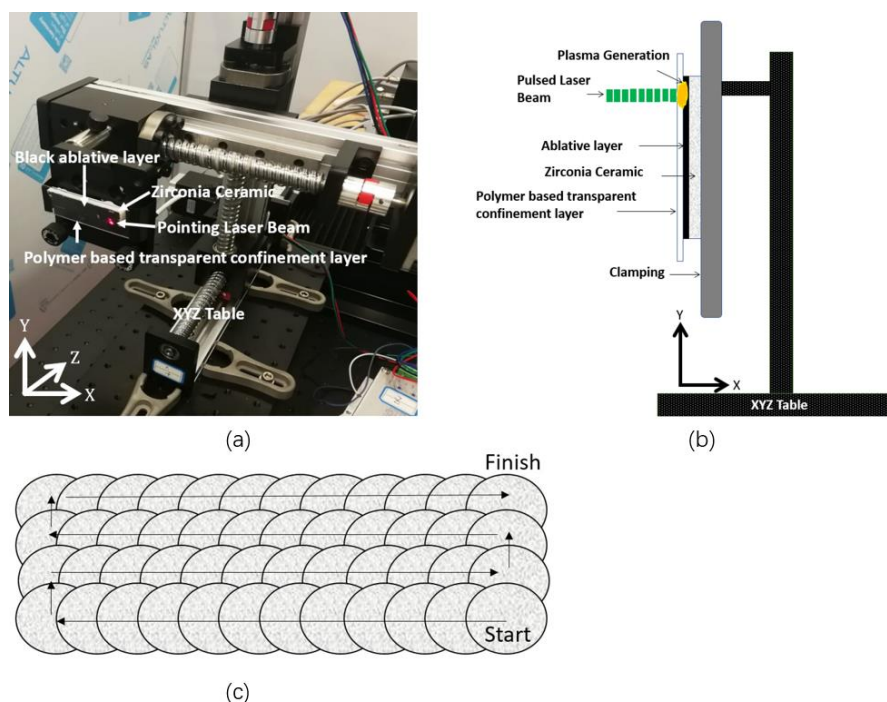 ALTU
Black ablative layer
Zirconia Ceramic
Pointing Laser Beam
Polymer based transparent confinement layer
XYZ Table
Y
Z
X
(a)
Plasma Generation
Pulsed Laser
Beam
Ablative layer
Zirconia Ceramic
Polymer based transparent
confinement layer
Clamping
Y
X
XYZ Table
(b)
Finish
Start
(c)